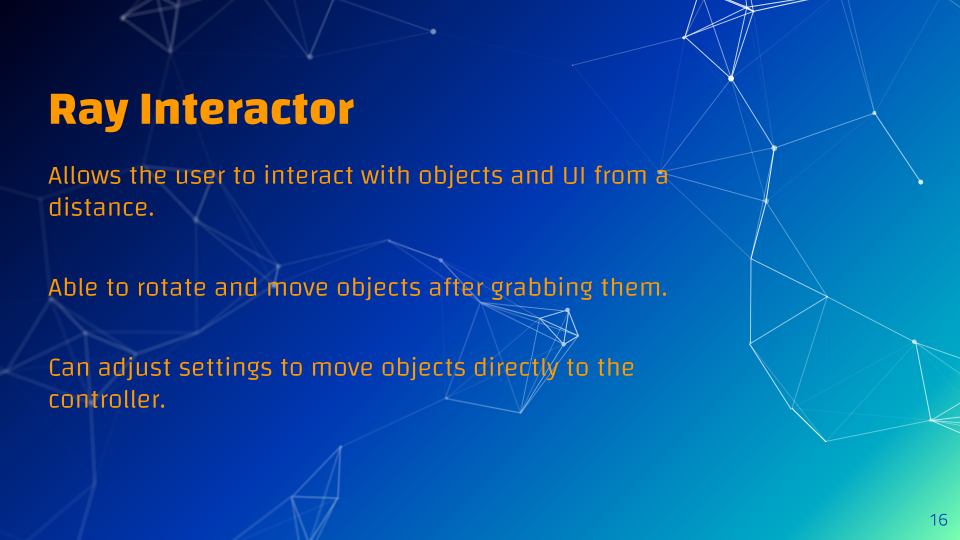 Ray Interactor
Allows the user to interact with objects and UI from a
distance.
Able to rotate and move objects after grabbing them.
Can adjust settings to move objects directly to the
controller.
16